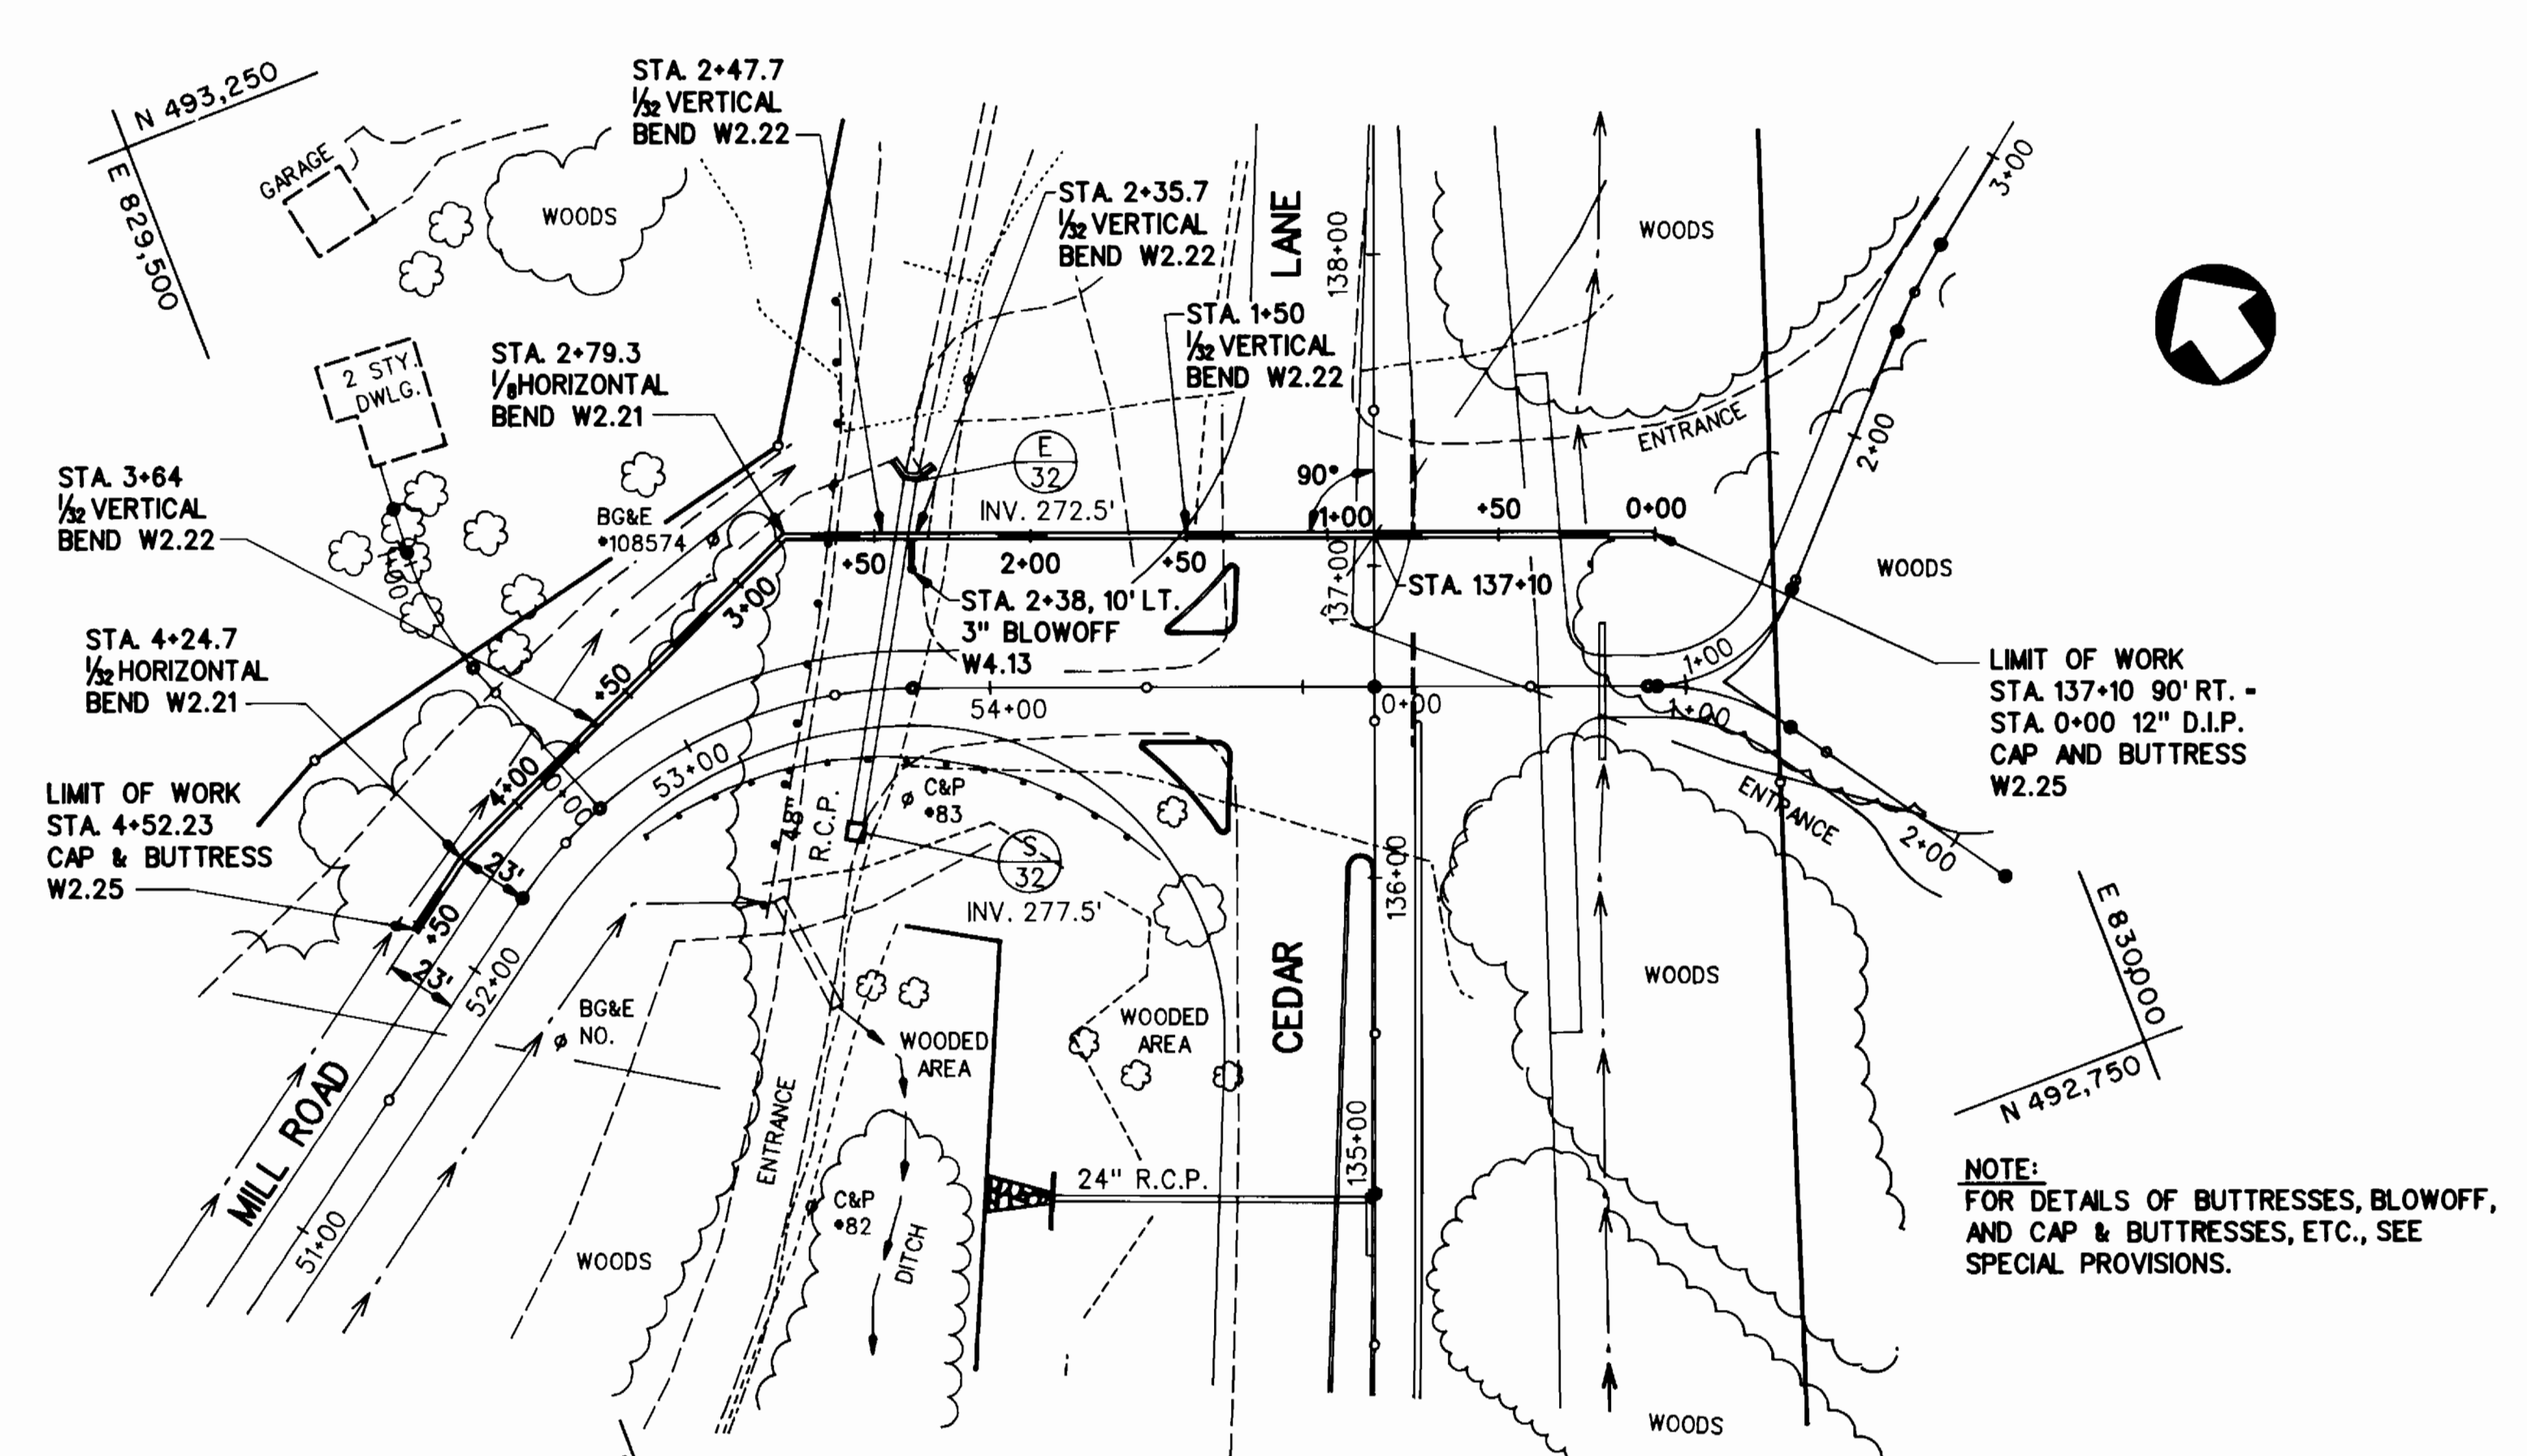 N 493,250
E 829,500
GARAGE
WOODS
STA. 2+47.7
1/32 VERTICAL
BEND W2.22
STA. 2+35.7
1/32 VERTICAL
BEND W2.22
LANE
138+00
WOODS
3+00
STA. 1+50
1/32 VERTICAL
BEND W2.22
2 STY.
DWLG.
STA. 2+79.3
1/8 HORIZONTAL
BEND W2.21
ENTRANCE
2+00
STA. 3+64
1/32 VERTICAL
BEND W2.22
BG&E
*108574
E
32
INV. 272.5'
90°
1+00
+50
0+00
+50
2+00
+50
137+00
STA. 137+10
WOODS
3+00
STA. 2+38, 10' LT.
3" BLOWOFF
W4.13
STA. 4+24.7
1/32 HORIZONTAL
BEND W2.21
+50
54+00
0+00
1+00
1+00
LIMIT OF WORK
STA. 137+10 90' RT. =
STA. 0+00 12" D.I.P.
CAP AND BUTTRESS
W2.25
53+00
4+00
0+00
LIMIT OF WORK
STA. 4+52.23
CAP & BUTTRESS
W2.25
48"
R.C.P.
C&P
*83
ENTRANCE
2+00
23'
S
32
INV. 277.5'
136+00
+50
23'
52+00
BG&E
NO.
WOODED
AREA
WOODED
AREA
CEDAR
WOODS
E 830,000
N 492,750
MILL ROAD
ENTRANCE
135+00
24" R.C.P.
C&P
*82
DITCH
51+00
WOODS
NOTE:
FOR DETAILS OF BUTTRESSES, BLOWOFF,
AND CAP & BUTTRESSES, ETC., SEE
SPECIAL PROVISIONS.
WOODS